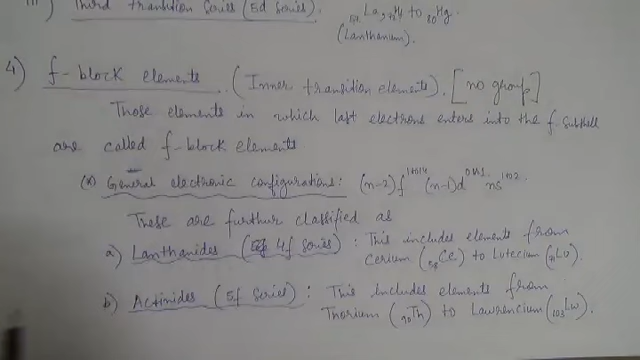 iii) Third transition series (5d series). ₅₇La, ₇₂Hf to ₈₀Hg.
(Lanthanum).
4) f-block elements. (Inner transition elements). [no group]
Those elements in which last electrons enters into the f subshell
are called f-block elements
(*) General electronic configurations: (n-2)f¹ᵗᵒ¹⁴ (n-1)d⁰ ᵗᵒ ¹ ns¹ᵒʳ².
These are furthur classified as
a) Lanthanides (4f series) : This includes elements from
Cerium (₅₈Ce) to Lutecium (₇₁Lu).
b) Actinides (5f series) : This includes elements from
Thorium (₉₀Th) to Lawrencium (₁₀₃Lw).